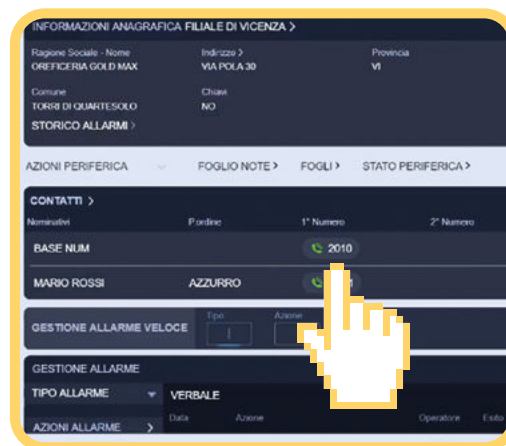 INFORMAZIONI ANAGRAFICA FILIALE DI VICENZA >
Ragione Sociale - Nome Indirizzo > Provincia
OREFICERIA GOLD MAX VIA POLA 30 VI
Comune Chiavi
TORRI DI QUARTESOLO NO
STORICO ALLARMI >
AZIONI PERIFERICA FOGLIO NOTE > FOGLI > STATO PERIFERICA >
CONTATTI >
Nominativi P.ordine 1° Numero 2° Numero
BASE NUM 2010
MARIO ROSSI AZZURRO
GESTIONE ALLARME VELOCE Tipo Azione
GESTIONE ALLARME
TIPO ALLARME VERBALE
AZIONI ALLARME > Data Azione Operatore Esito